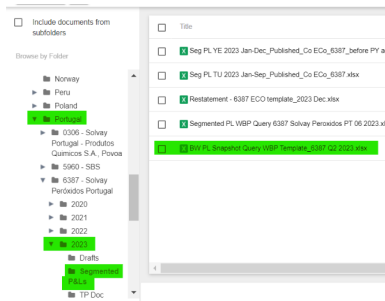 Include documents from
subfolders
Browse by Folder
Norway
Peru
Poland
Portugal
0306 - Solvay
Portugal - Produtos
Quimicos S.A., Povoa
5960 - SBS
6387 - Solvay
Peróxidos Portugal
2020
2021
2022
2023
Drafts
Segmented
P&Ls
TP Doc
Title
Seg PL YE 2023 Jan-Dec_Published_Co ECo_6387_before PY a
Seg PL TU 2023 Jan-Sep_Published_Co ECo_6387.xlsx
Restatement - 6387 ECO template_2023 Dec.xlsx
Segmented PL WBP Query 6387 Solvay Peroxidos PT 06 2023.xl
BW PL Snapshot Query WBP Template_6387 Q2 2023.xlsx